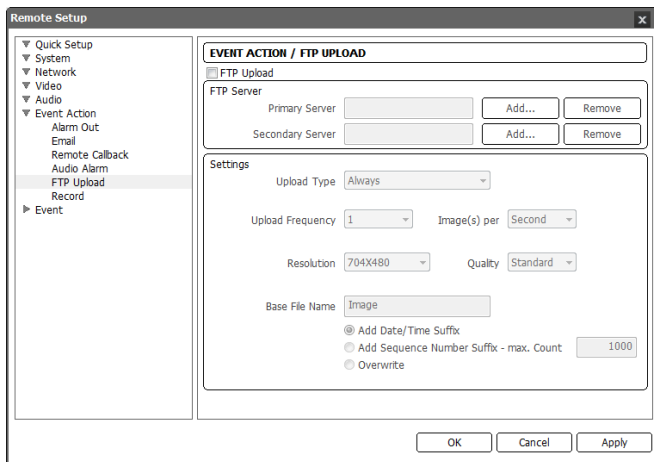 Remote Setup
x
Quick Setup
System
Network
Video
Audio
Event Action
Alarm Out
Email
Remote Callback
Audio Alarm
FTP Upload
Record
Event
EVENT ACTION / FTP UPLOAD
FTP Upload
FTP Server
Primary Server Add... Remove
Secondary Server Add... Remove
Settings
Upload Type Always
Upload Frequency 1 Image(s) per Second
Resolution 704X480 Quality Standard
Base File Name Image
Add Date/Time Suffix
Add Sequence Number Suffix - max. Count 1000
Overwrite
OK Cancel Apply